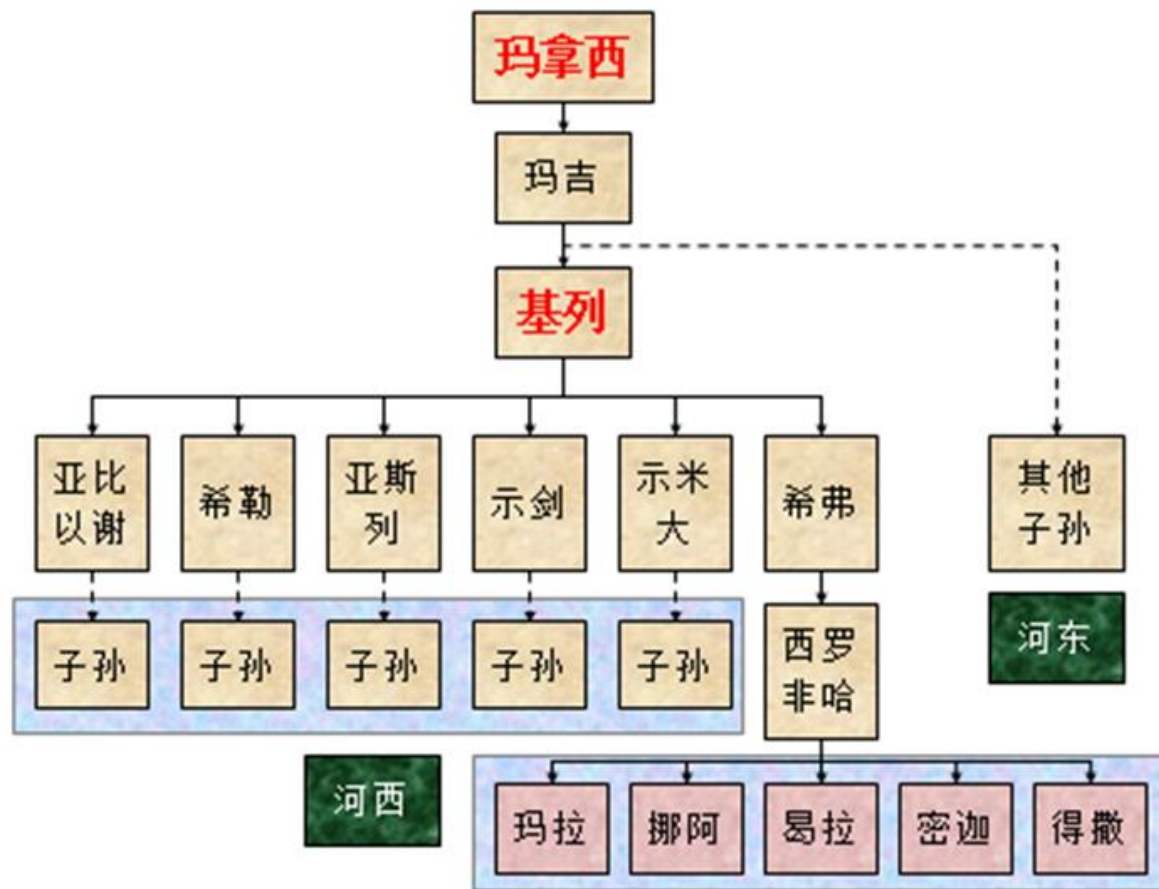 玛拿西
玛吉
基列
亚比
以谢
希勒
亚斯
列
示剑
示米
大
希弗
其他
子孙
子孙
子孙
子孙
子孙
子孙
西罗
非哈
河东
河西
玛拉
挪阿
曷拉
密迦
得撒